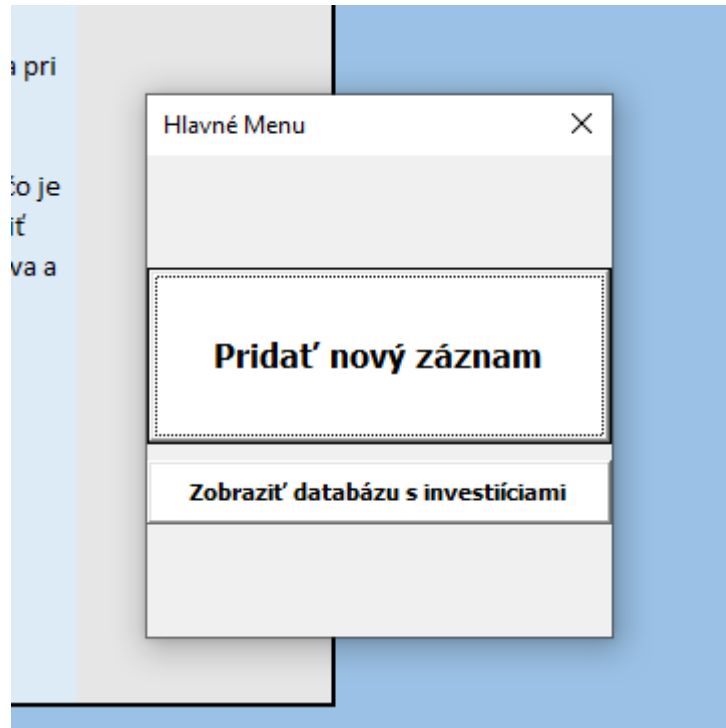 a pri
Hlavné Menu
čo je
iť
va a
Pridať nový záznam
Zobraziť databázu s investiíciami